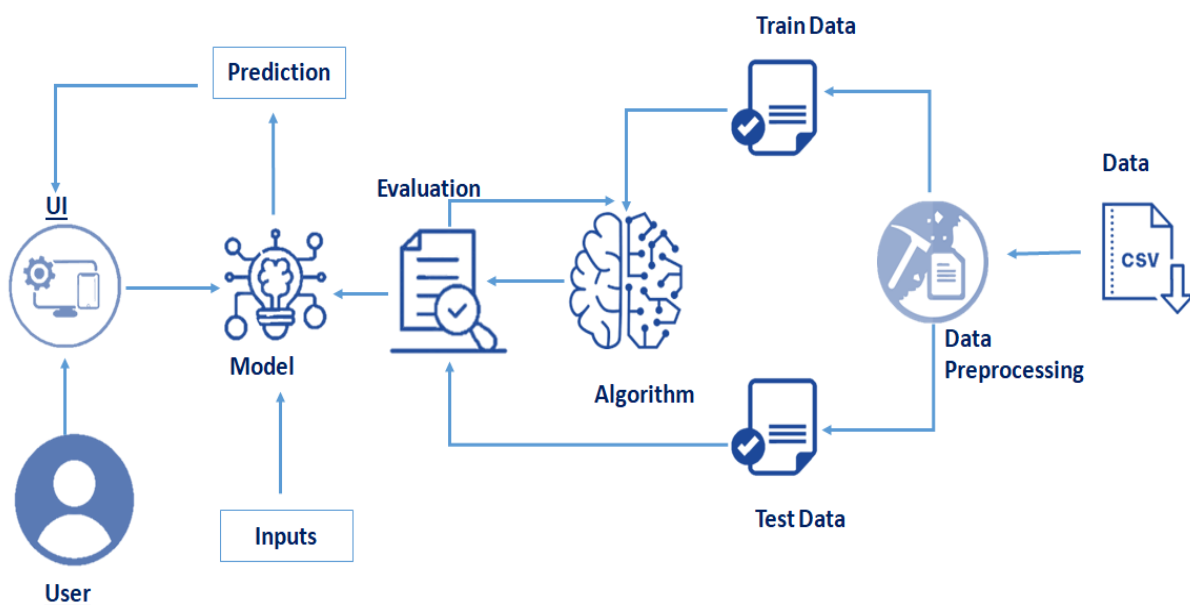 Train Data
Prediction
Data
Evaluation
UI
CSV
Data
Preprocessing
Model
Algorithm
Test Data
Inputs
User